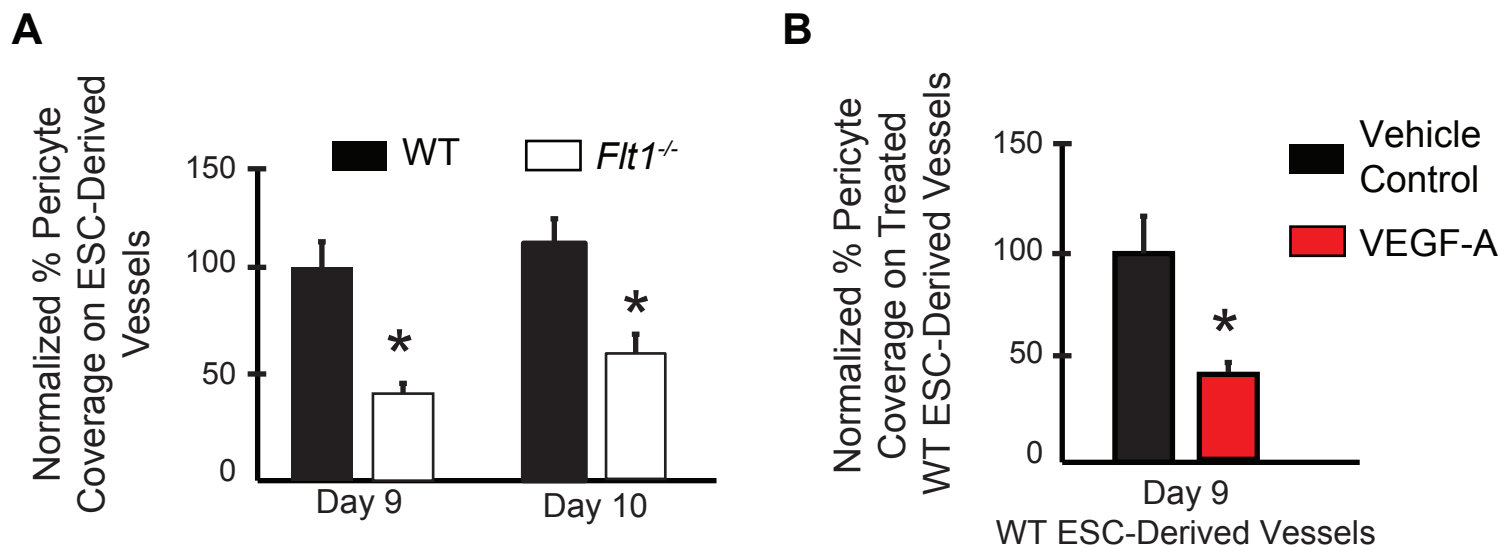 A
Normalized % Pericyte
Coverage on ESC-Derived
Vessels
WT
Flt1-/-
150
100
50
0
*
*
Day 9
Day 10
B
Normalized % Pericyte
Coverage on Treated
WT ESC-Derived Vessels
150
100
50
0
*
Vehicle
Control
VEGF-A
Day 9
WT ESC-Derived Vessels